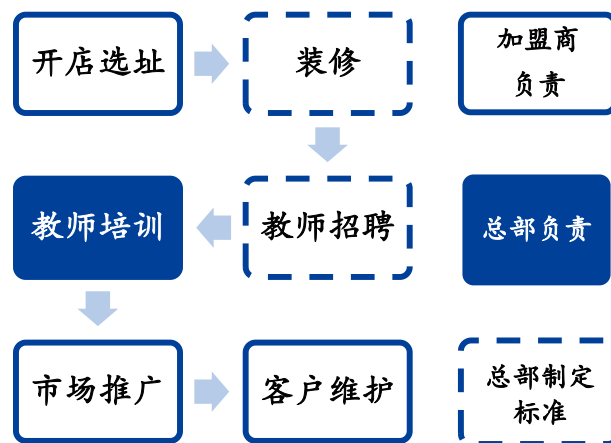 开店选址
装修
加盟商
负责
教师培训
教师招聘
总部负责
市场推广
客户维护
总部制定
标准